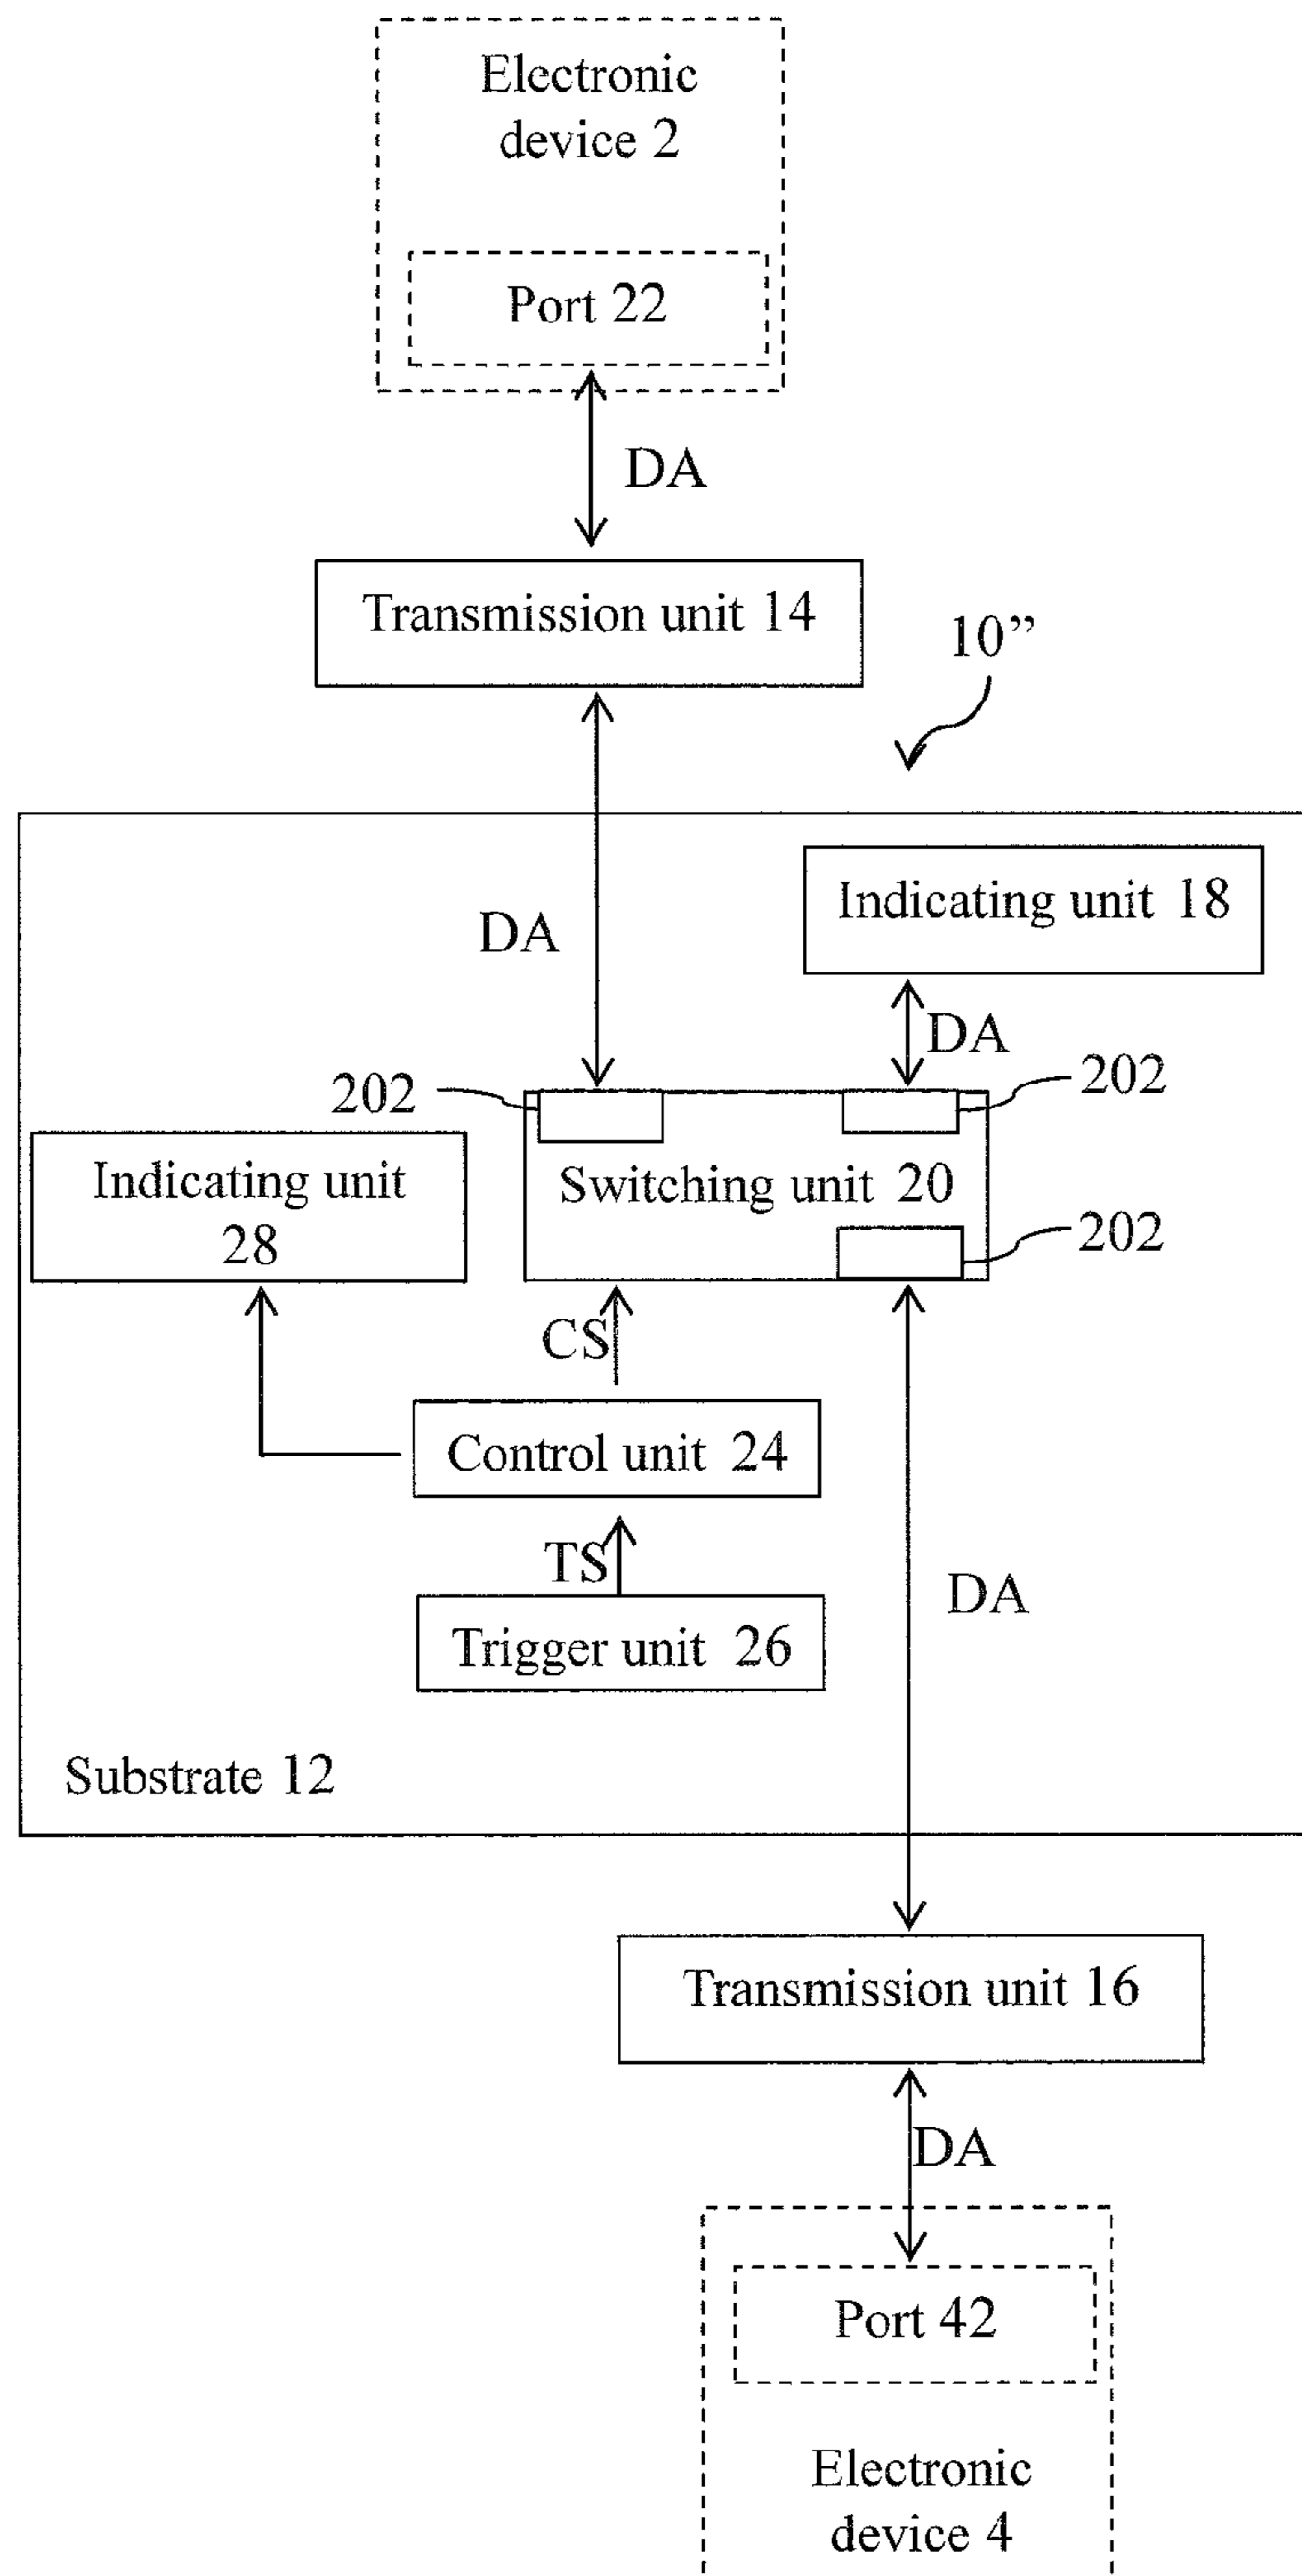 Electronic
device 2
Port 22
DA
Transmission unit 14
10”
Indicating unit 18
DA
DA
202
202
Indicating unit
28
Switching unit 20
202
CS
Control unit 24
TS
DA
Trigger unit 26
Substrate 12
Transmission unit 16
DA
Port 42
Electronic
device 4